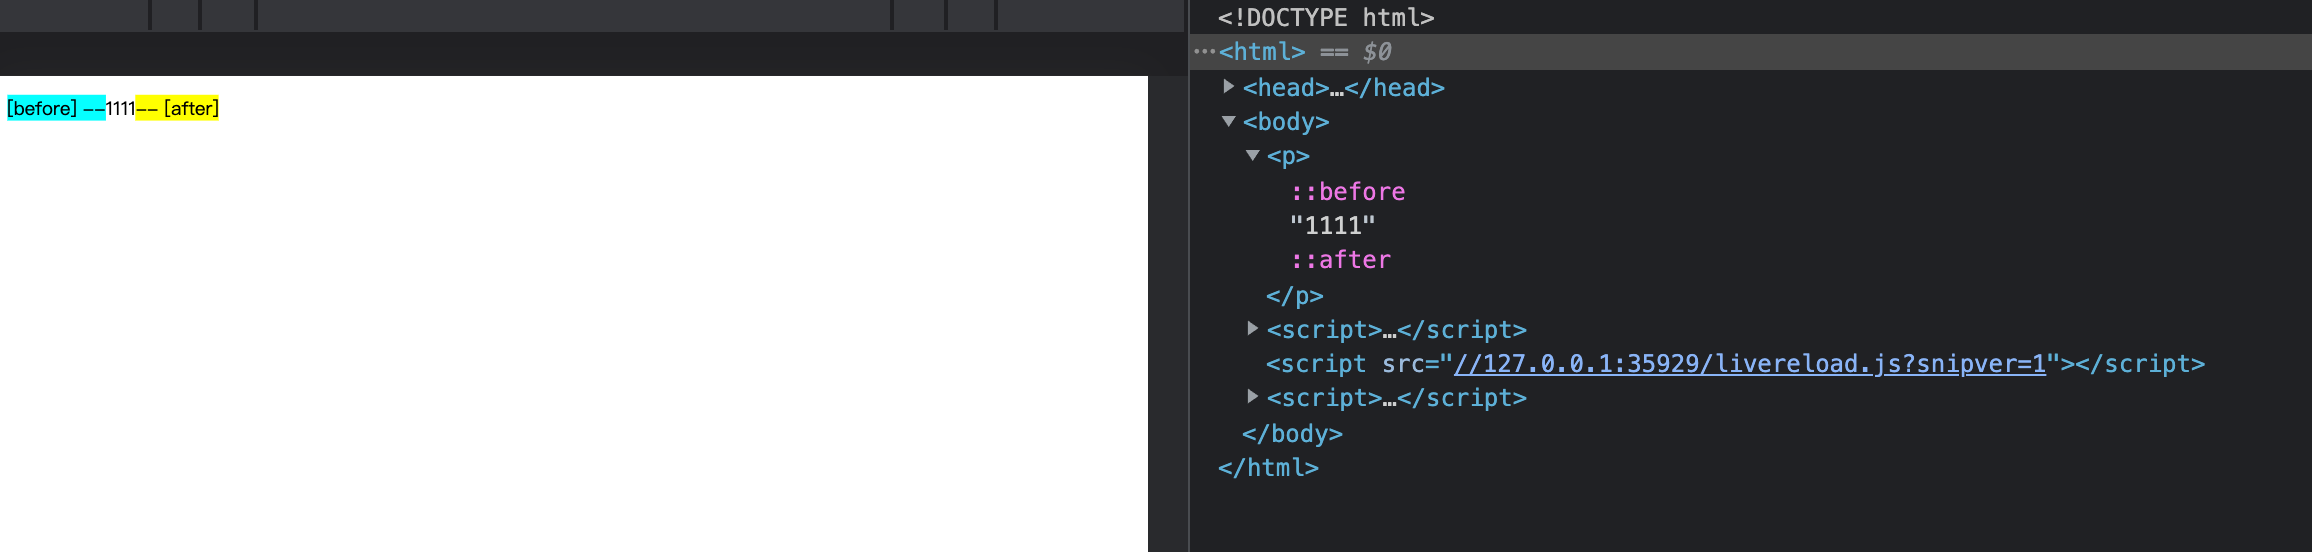 [before] --1111-- [after]
<!DOCTYPE html>
···<html> == $0
<head>…</head>
<body>
<p>
::before
"1111"
::after
</p>
<script>…</script>
<script src="//127.0.0.1:35929/livereload.js?snipver=1"></script>
<script>…</script>
</body>
</html>